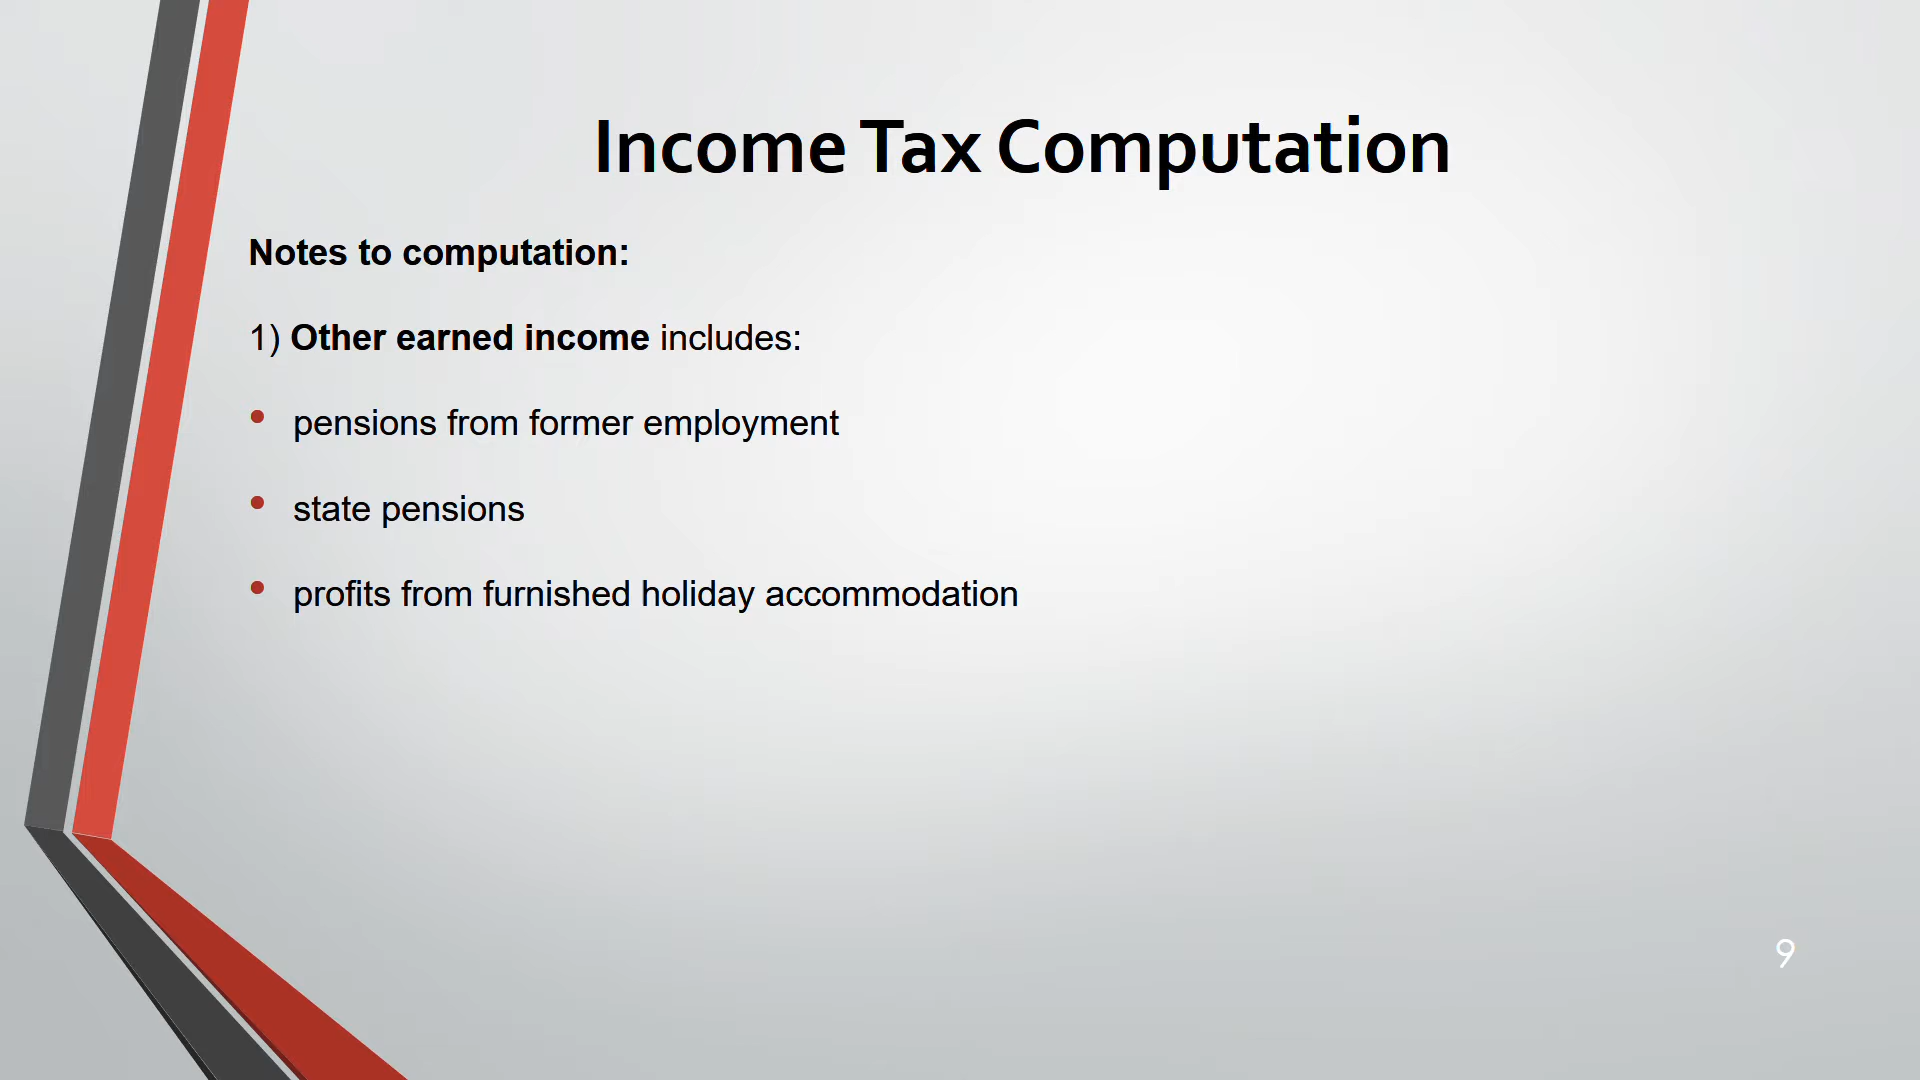 Income Tax Computation
Notes to computation:
1) Other earned income includes:
• pensions from former employment
• state pensions
• profits from furnished holiday accommodation
9